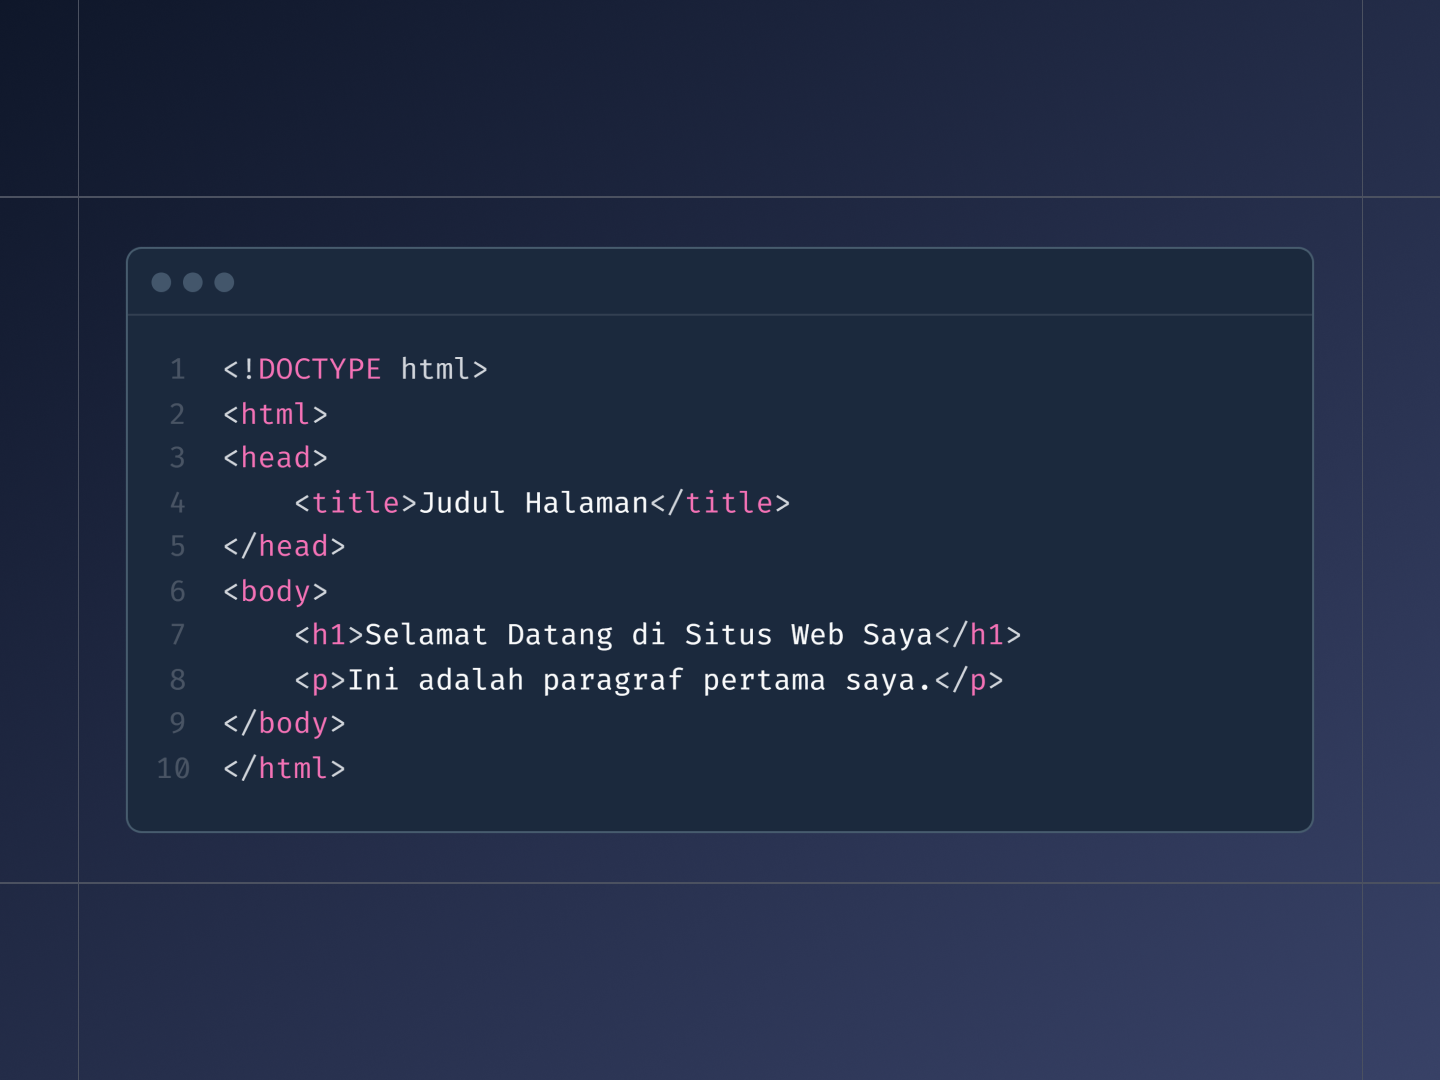 1 <!DOCTYPE html>
2 <html>
3 <head>
4     <title>Judul Halaman</title>
5 </head>
6 <body>
7     <h1>Selamat Datang di Situs Web Saya</h1>
8     <p>Ini adalah paragraf pertama saya.</p>
9 </body>
10 </html>